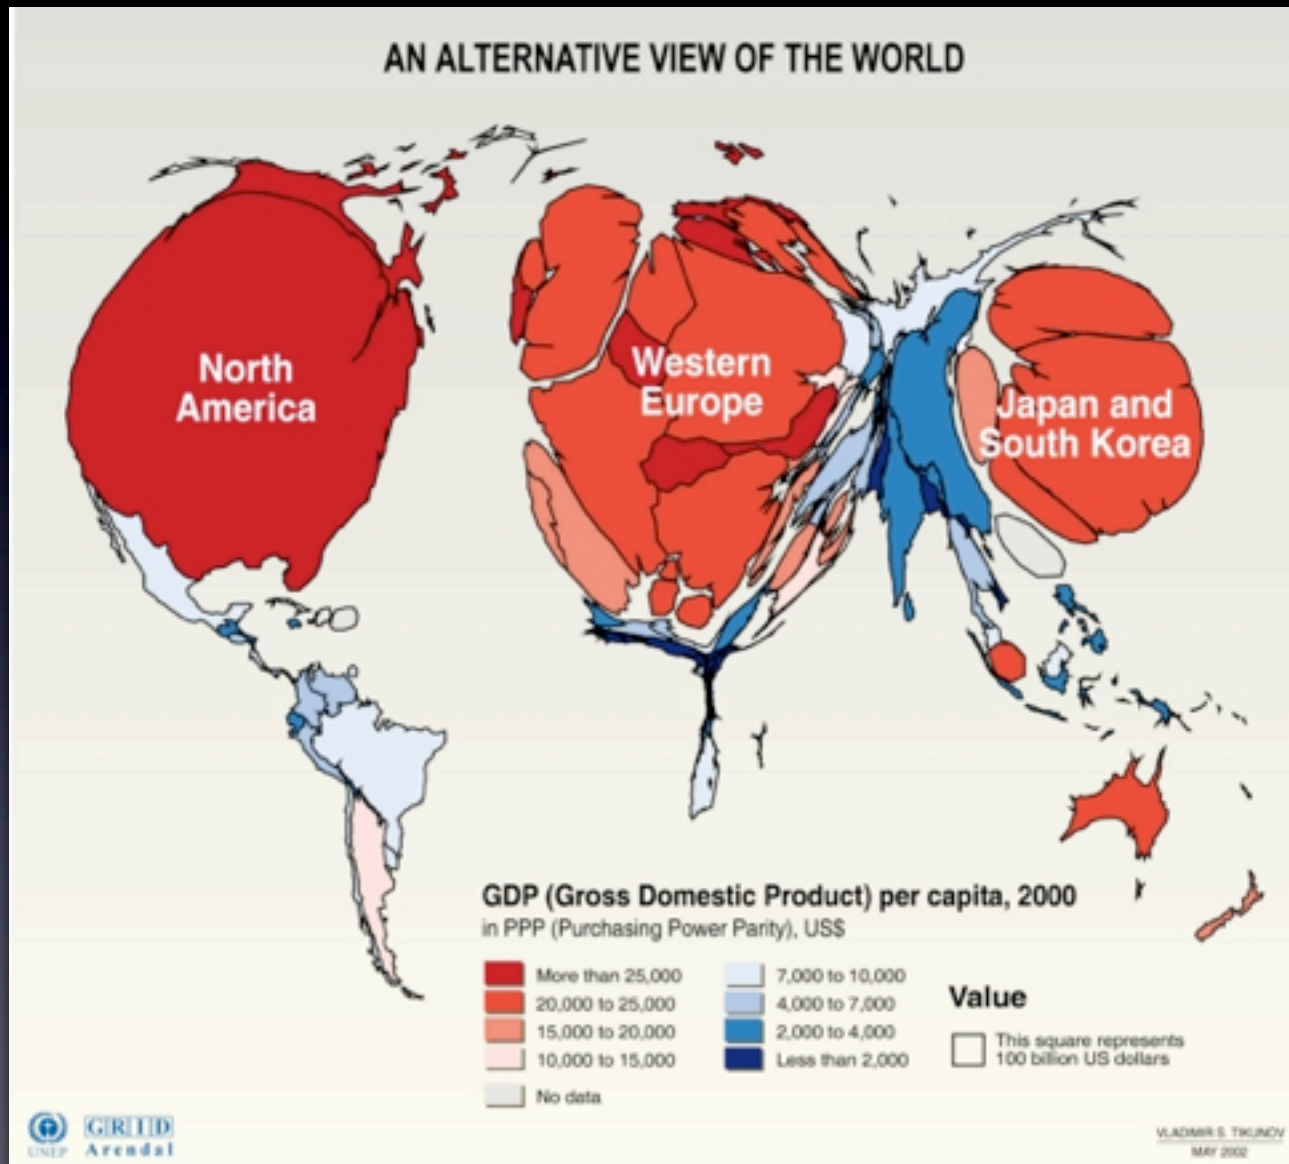 AN ALTERNATIVE VIEW OF THE WORLD
North
America
Western
Europe
Japan and
South Korea
GDP (Gross Domestic Product) per capita, 2000
in PPP (Purchasing Power Parity), US$
More than 25,000
20,000 to 25,000
15,000 to 20,000
10,000 to 15,000
No data
7,000 to 10,000
4,000 to 7,000
2,000 to 4,000
Less than 2,000
Value
This square represents
100 billion US dollars
UNEP
GRID
Arendal
VLADIMIR S. TIKUNOV
MAY 2002